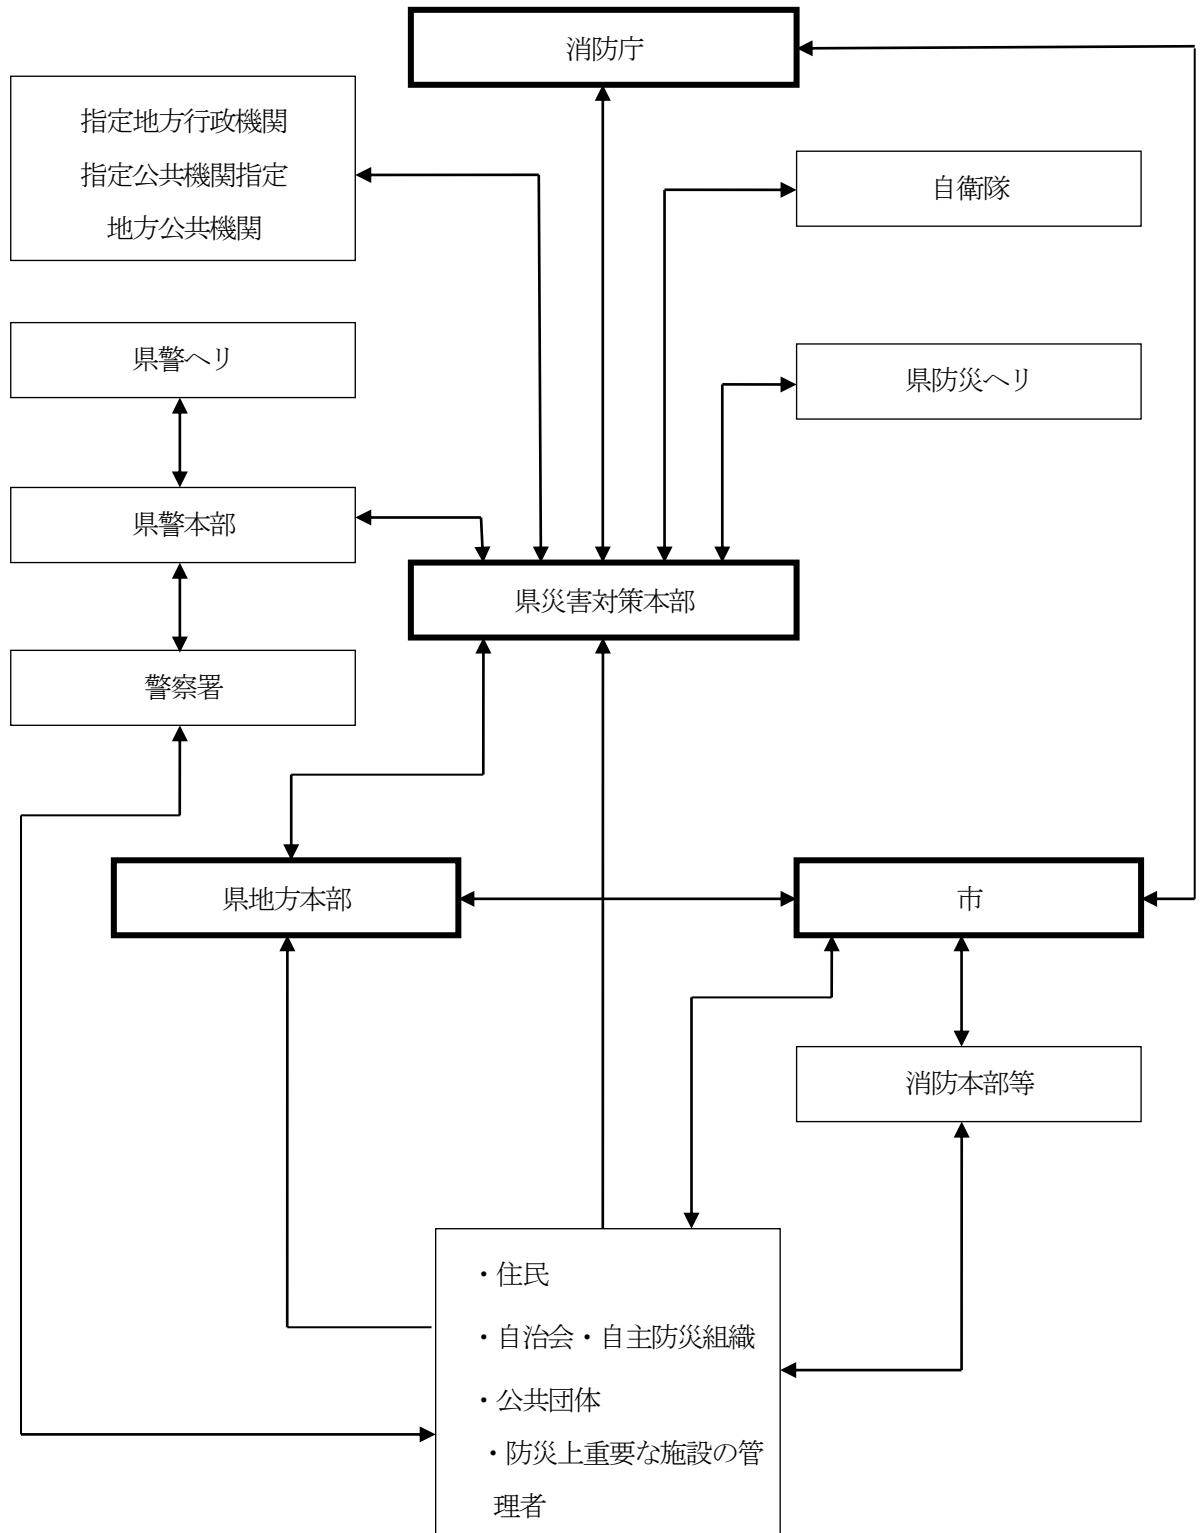 消防庁
指定地方行政機関
指定公共機関指定
地方公共機関
自衛隊
県警ヘリ
県防災ヘリ
県警本部
県災害対策本部
警察署
県地方本部
市
消防本部等
・住民
・自治会・自主防災組織
・公共団体
・防災上重要な施設の管
理者